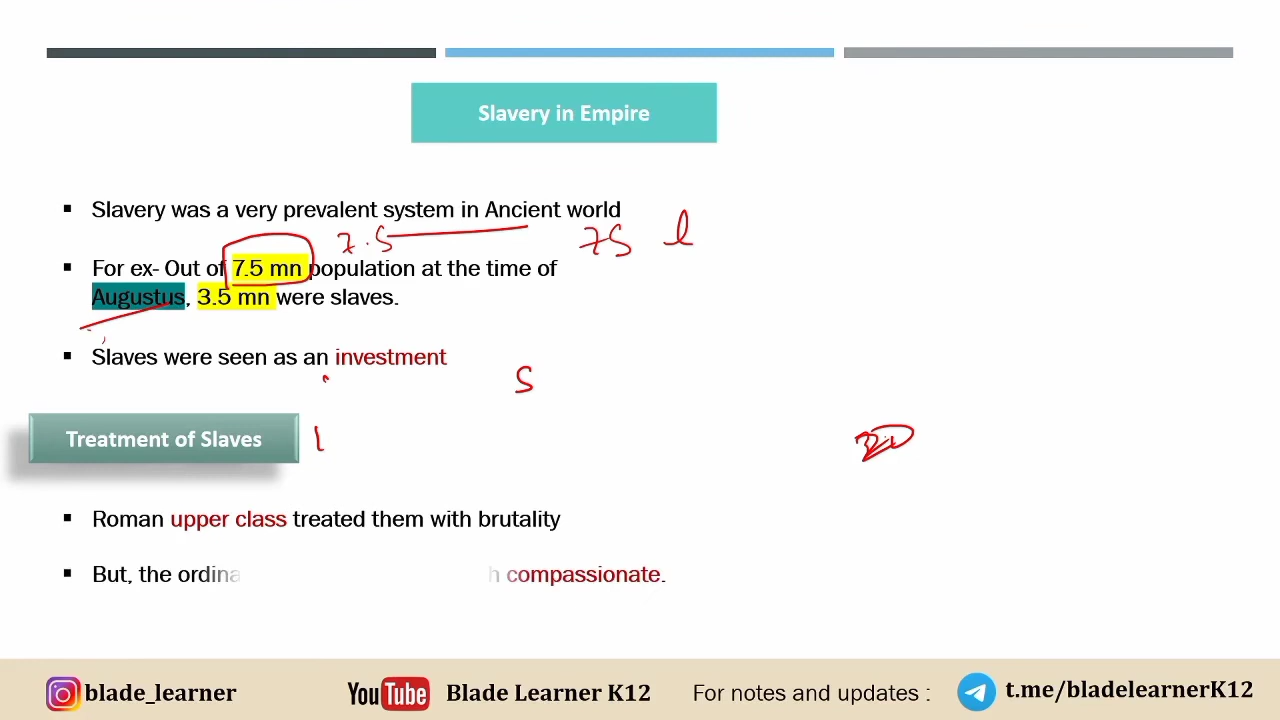 Slavery in Empire
▪ Slavery was a very prevalent system in Ancient world
7.5 75 l
▪ For ex- Out of 7.5 mn population at the time of
Augustus, 3.5 mn were slaves.
▪ Slaves were seen as an investment
S
Treatment of Slaves
▪ Roman upper class treated them with brutality
▪ But, the compassionate.
blade_learner YouTube Blade Learner K12 For notes and updates : t.me/bladelearnerK12